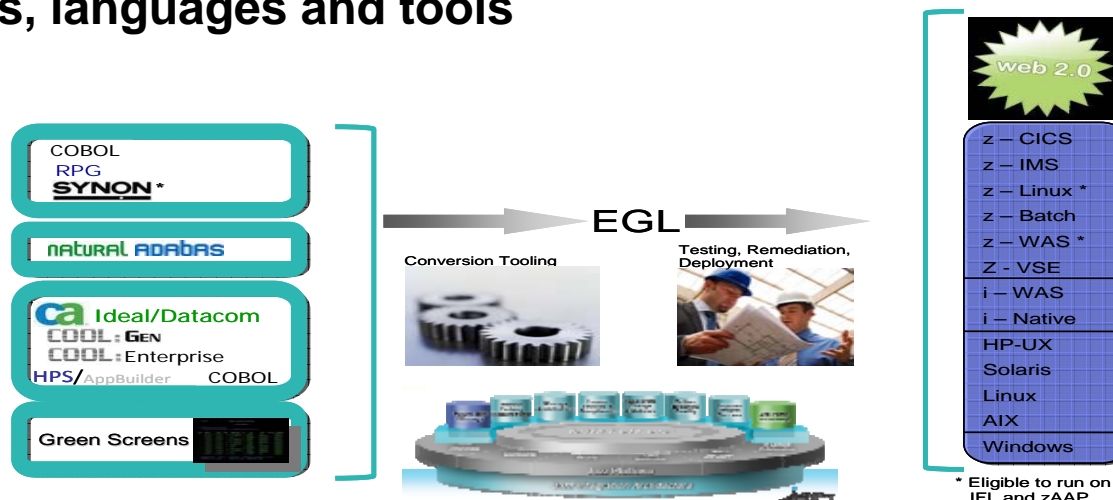 s, languages and tools
COBOL
RPG
SYNON *
natural ADABAS
ca Ideal/Datacom
COOL:GEN
COOL:Enterprise
HPS/AppBuilder COBOL
Green Screens
EGL
Conversion Tooling
Testing, Remediation,
Deployment
web 2.0
z – CICS
z – IMS
z – Linux *
z – Batch
z – WAS *
Z - VSE
i – WAS
i – Native
HP-UX
Solaris
Linux
AIX
Windows
* Eligible to run on
IFL and zAAP